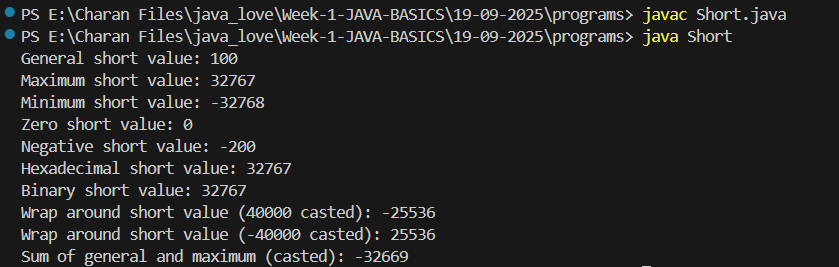 PS E:\Charan Files\java_love\Week-1-JAVA-BASICS\19-09-2025\programs> javac Short.java
PS E:\Charan Files\java_love\Week-1-JAVA-BASICS\19-09-2025\programs> java Short
General short value: 100
Maximum short value: 32767
Minimum short value: -32768
Zero short value: 0
Negative short value: -200
Hexadecimal short value: 32767
Binary short value: 32767
Wrap around short value (40000 casted): -25536
Wrap around short value (-40000 casted): 25536
Sum of general and maximum (casted): -32669